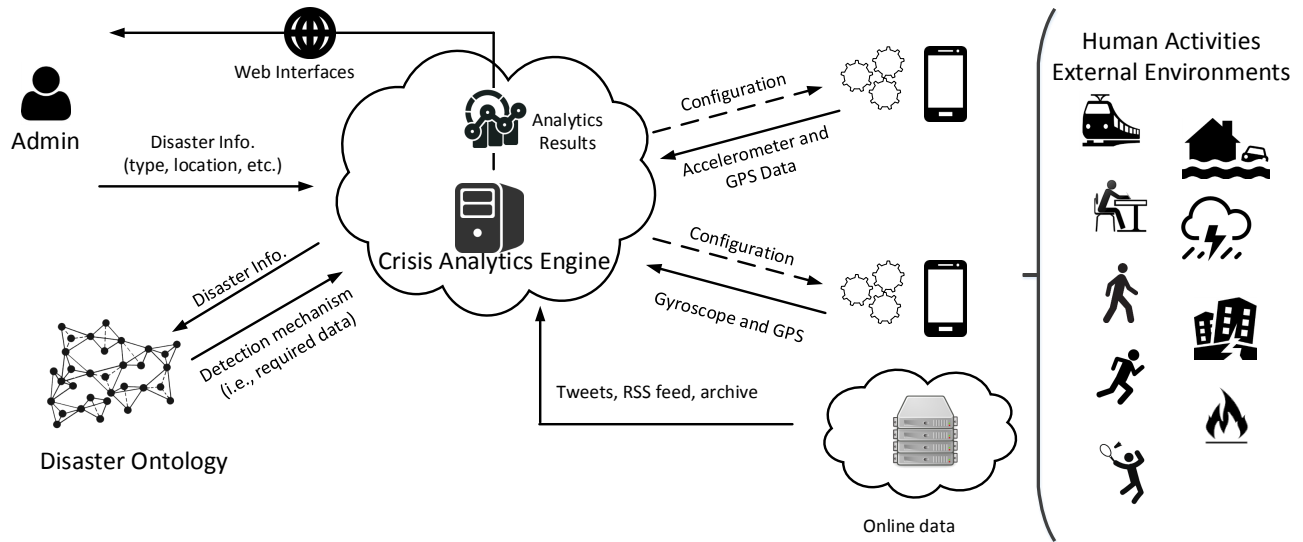 Web Interfaces
Admin
Disaster Info.
(type, location, etc.)
Analytics
Results
Crisis Analytics Engine
Disaster Info.
Detection mechanism
(i.e., required data)
Disaster Ontology
Configuration
Accelerometer and
GPS Data
Configuration
Gyroscope and GPS
Tweets, RSS feed, archive
Online data
Human Activities
External Environments